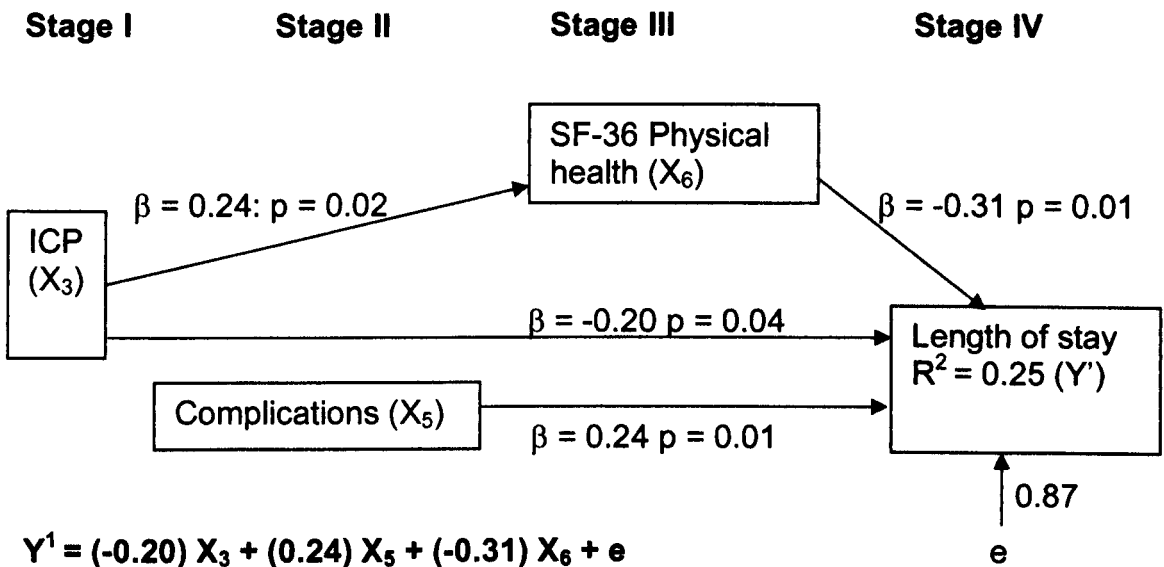 Stage I Stage II Stage III Stage IV
SF-36 Physical
health (X₆)
β = 0.24: p = 0.02
β = -0.31 p = 0.01
ICP
(X₃)
β = -0.20 p = 0.04
Length of stay
R² = 0.25 (Y')
Complications (X₅)
β = 0.24 p = 0.01
0.87
e
Y¹ = (-0.20) X₃ + (0.24) X₅ + (-0.31) X₆ + e